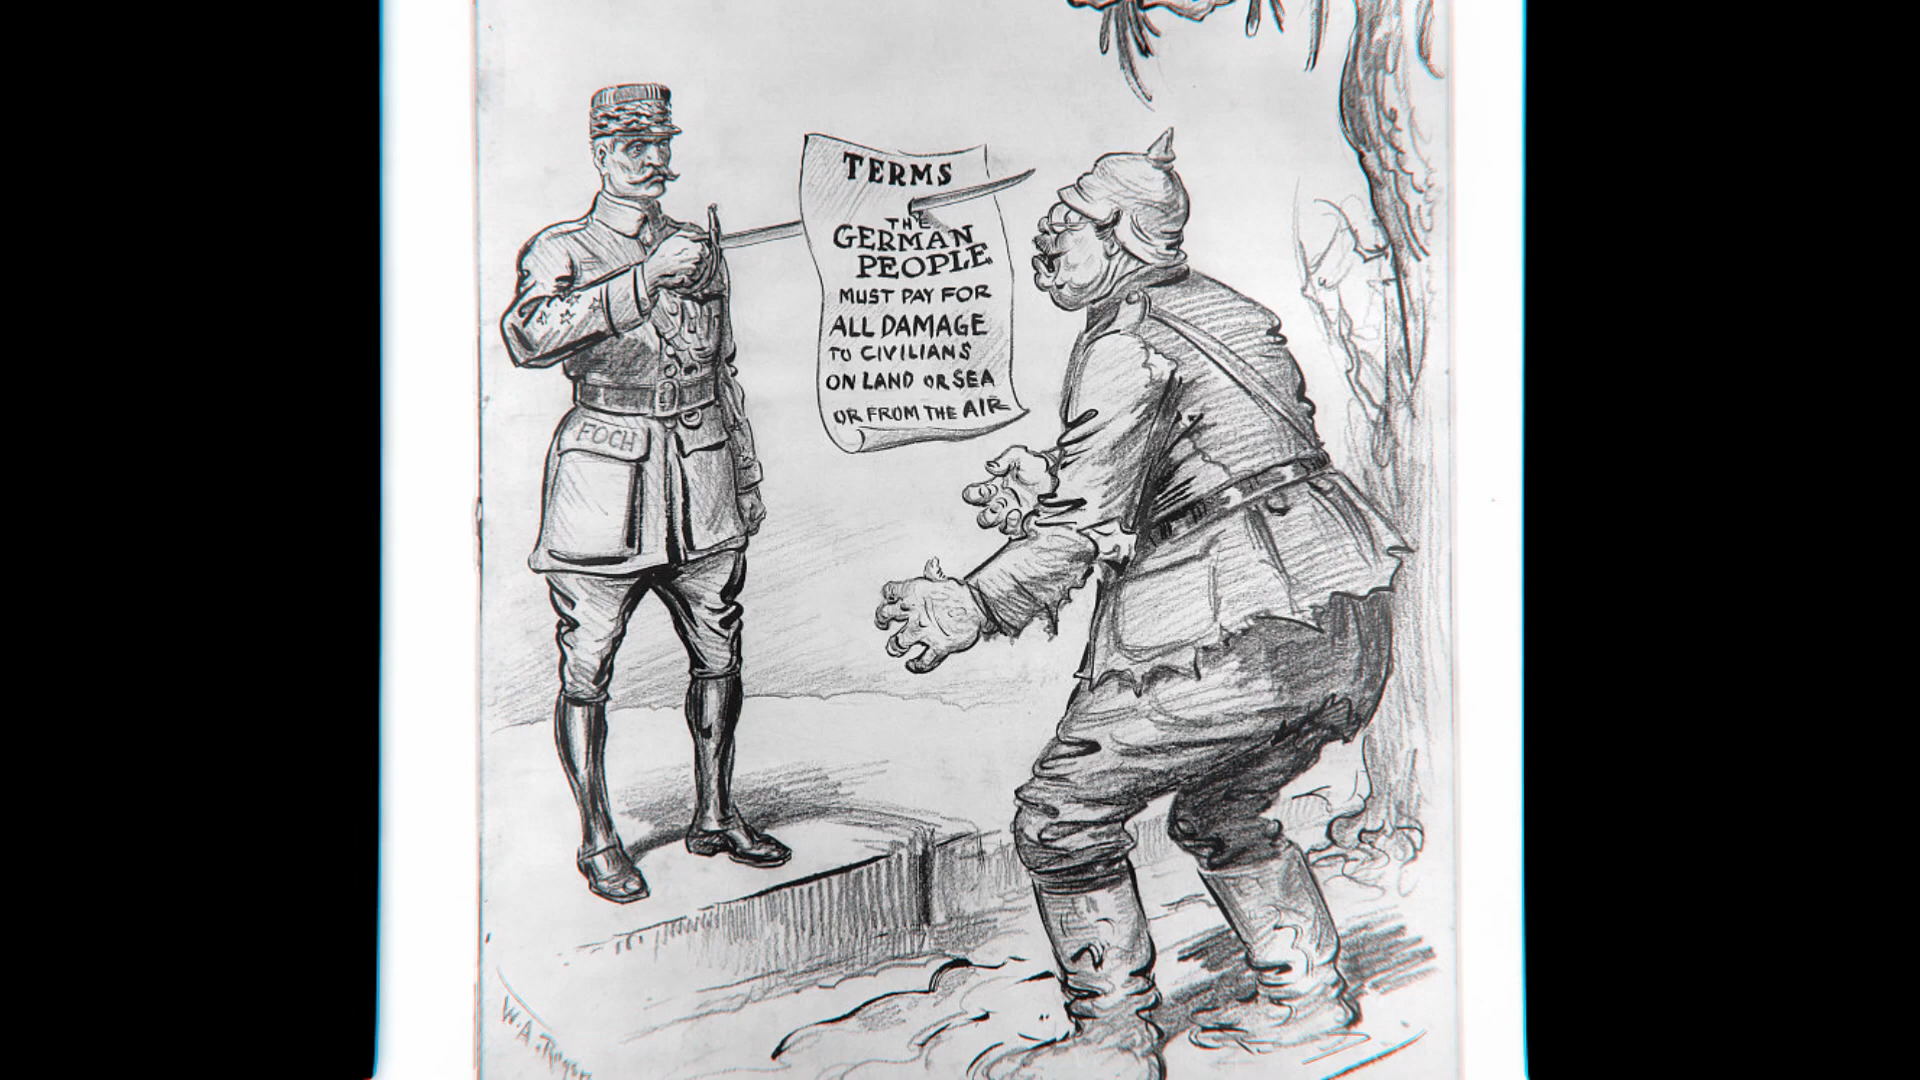 TERMS
THE
GERMAN
PEOPLE
MUST PAY FOR
ALL DAMAGE
TO CIVILIANS
ON LAND OR SEA
OR FROM THE AIR
FOCH
W.A. Rogers